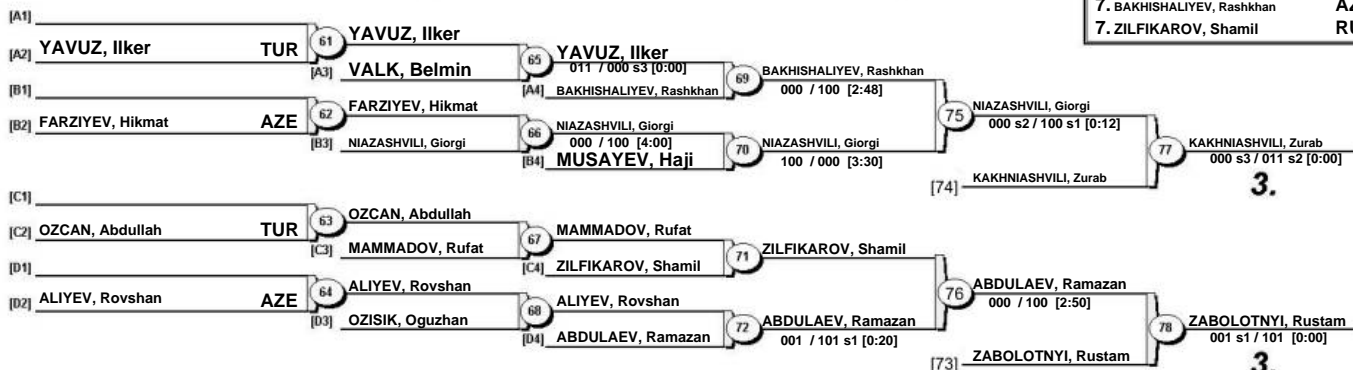 7. BAKHISHALIYEV, Rashkhan
7. ZILFIKAROV, Shamil
[A1]
[A2] YAVUZ, Ilker TUR
61
YAVUZ, Ilker
[A3] VALK, Belmin
65
YAVUZ, Ilker
011 / 000 s3 [0:00]
[A4] BAKHISHALIYEV, Rashkhan
69
BAKHISHALIYEV, Rashkhan
000 / 100 [2:48]
[B1]
[B2] FARZIYEV, Hikmat AZE
62
FARZIYEV, Hikmat
[B3] NIAZASHVILI, Giorgi
66
NIAZASHVILI, Giorgi
000 / 100 [4:00]
[B4] MUSAYEV, Haji
70
NIAZASHVILI, Giorgi
100 / 000 [3:30]
75
NIAZASHVILI, Giorgi
000 s2 / 100 s1 [0:12]
[74] KAKHNIASHVILI, Zurab
77
KAKHNIASHVILI, Zurab
000 s3 / 011 s2 [0:00]
3.
[C1]
[C2] OZCAN, Abdullah TUR
63
OZCAN, Abdullah
[C3] MAMMADOV, Rufat
67
MAMMADOV, Rufat
[C4] ZILFIKAROV, Shamil
71
ZILFIKAROV, Shamil
[D1]
[D2] ALIYEV, Rovshan AZE
64
ALIYEV, Rovshan
[D3] OZISIK, Oguzhan
68
ALIYEV, Rovshan
[D4] ABDULAEV, Ramazan
72
ABDULAEV, Ramazan
001 / 101 s1 [0:20]
76
ABDULAEV, Ramazan
000 / 100 [2:50]
[73] ZABOLOTNYI, Rustam
78
ZABOLOTNYI, Rustam
001 s1 / 101 [0:00]
3.